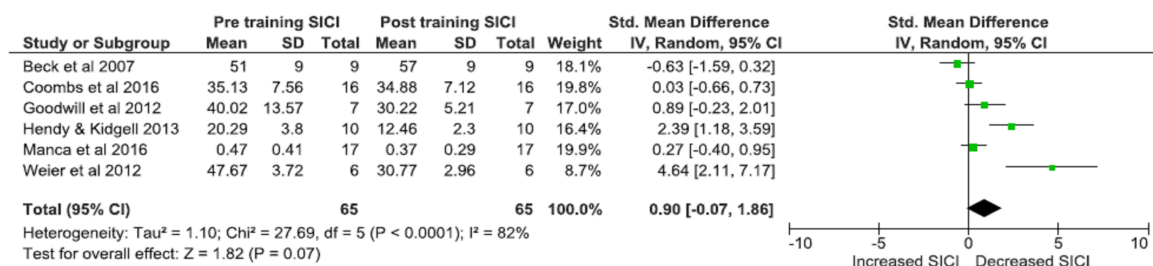 Pre training SICI Post training SICI Std. Mean Difference Std. Mean Difference
Study or Subgroup Mean SD Total Mean SD Total Weight IV, Random, 95% CI IV, Random, 95% CI
Beck et al 2007 51 9 9 57 9 9 18.1% -0.63 [-1.59, 0.32]
Coombs et al 2016 35.13 7.56 16 34.88 7.12 16 19.8% 0.03 [-0.66, 0.73]
Goodwill et al 2012 40.02 13.57 7 30.22 5.21 7 17.0% 0.89 [-0.23, 2.01]
Hendy & Kidgell 2013 20.29 3.8 10 12.46 2.3 10 16.4% 2.39 [1.18, 3.59]
Manca et al 2016 0.47 0.41 17 0.37 0.29 17 19.9% 0.27 [-0.40, 0.95]
Weier et al 2012 47.67 3.72 6 30.77 2.96 6 8.7% 4.64 [2.11, 7.17]
Total (95% CI) 65 65 100.0% 0.90 [-0.07, 1.86]
Heterogeneity: Tau² = 1.10; Chi² = 27.69, df = 5 (P < 0.0001); I² = 82%
Test for overall effect: Z = 1.82 (P = 0.07)
-10 -5 0 5 10
Increased SICI Decreased SICI